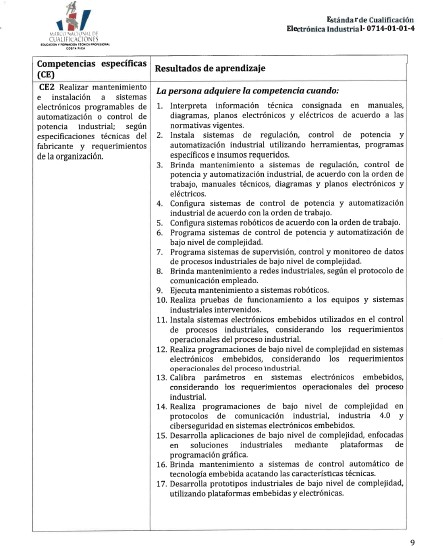 MARCO NACIONAL DE
CUALIFICACIONES
EDUCACIÓN Y FORMACIÓN TÉCNICA PROFESIONAL
COSTA RICA
Estándar de Cualificación
Electrónica Industrial- 0714-01-01-4
Competencias específicas
(CE)
Resultados de aprendizaje
CE2 Realizar mantenimiento
e instalación a sistemas
electrónicos programables de
automatización o control de
potencia industrial; según
especificaciones técnicas del
fabricante y requerimientos
de la organización.
La persona adquiere la competencia cuando:
1. Interpreta información técnica consignada en manuales,
diagramas, planos electrónicos y eléctricos de acuerdo a las
normativas vigentes.
2. Instala sistemas de regulación, control de potencia y
automatización industrial utilizando herramientas, programas
específicos e insumos requeridos.
3. Brinda mantenimiento a sistemas de regulación, control de
potencia y automatización industrial, de acuerdo con la orden de
trabajo, manuales técnicos, diagramas y planos electrónicos y
eléctricos.
4. Configura sistemas de control de potencia y automatización
industrial de acuerdo con la orden de trabajo.
5. Configura sistemas robóticos de acuerdo con la orden de trabajo.
6. Programa sistemas de control de potencia y automatización de
bajo nivel de complejidad.
7. Programa sistemas de supervisión, control y monitoreo de datos
de procesos industriales de bajo nivel de complejidad.
8. Brinda mantenimiento a redes industriales, según el protocolo de
comunicación empleado.
9. Ejecuta mantenimiento a sistemas robóticos.
10. Realiza pruebas de funcionamiento a los equipos y sistemas
industriales intervenidos.
11. Instala sistemas electrónicos embebidos utilizados en el control
de procesos industriales, considerando los requerimientos
operacionales del proceso industrial.
12. Realiza programaciones de bajo nivel de complejidad en sistemas
electrónicos embebidos, considerando los requerimientos
operacionales del proceso industrial.
13. Calibra parámetros en sistemas electrónicos embebidos,
considerando los requerimientos operacionales del proceso
industrial.
14. Realiza programaciones de bajo nivel de complejidad en
protocolos de comunicación industrial, industria 4.0 y
ciberseguridad en sistemas electrónicos embebidos.
15. Desarrolla aplicaciones de bajo nivel de complejidad, enfocadas
en soluciones industriales mediante plataformas de
programación gráfica.
16. Brinda mantenimiento a sistemas de control automático de
tecnología embebida acatando las características técnicas.
17. Desarrolla prototipos industriales de bajo nivel de complejidad,
utilizando plataformas embebidas y electrónicas.
9